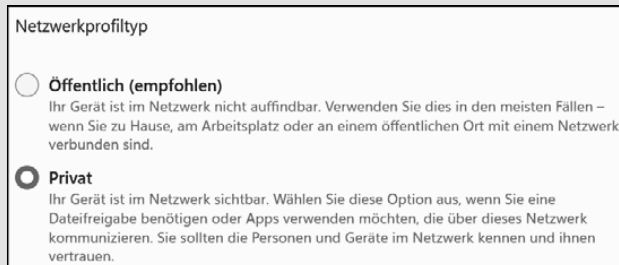 Netzwerkprofiltyp
Öffentlich (empfohlen)
Ihr Gerät ist im Netzwerk nicht auffindbar. Verwenden Sie dies in den meisten Fällen –
wenn Sie zu Hause, am Arbeitsplatz oder an einem öffentlichen Ort mit einem Netzwerk
verbunden sind.
Privat
Ihr Gerät ist im Netzwerk sichtbar. Wählen Sie diese Option aus, wenn Sie eine
Dateifreigabe benötigen oder Apps verwenden möchten, die über dieses Netzwerk
kommunizieren. Sie sollten die Personen und Geräte im Netzwerk kennen und ihnen
vertrauen.